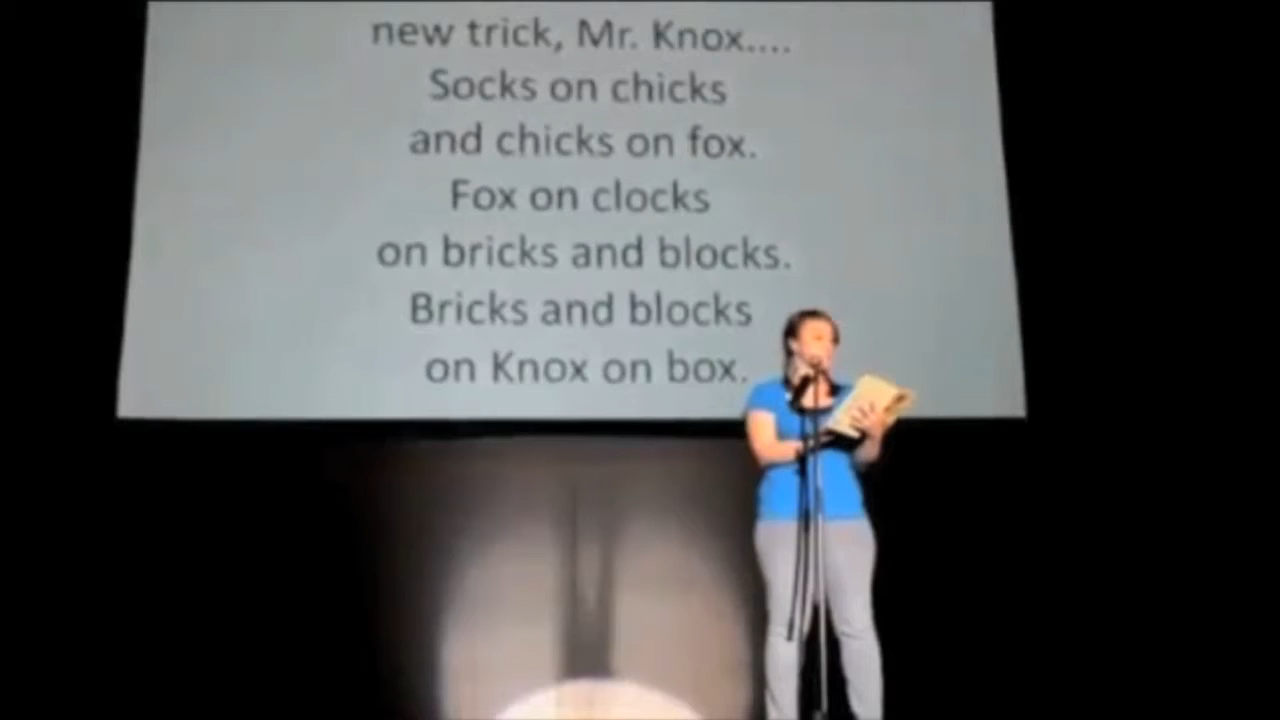 new trick, Mr. Knox....
Socks on chicks
and chicks on fox.
Fox on clocks
on bricks and blocks.
Bricks and blocks
on Knox on box.